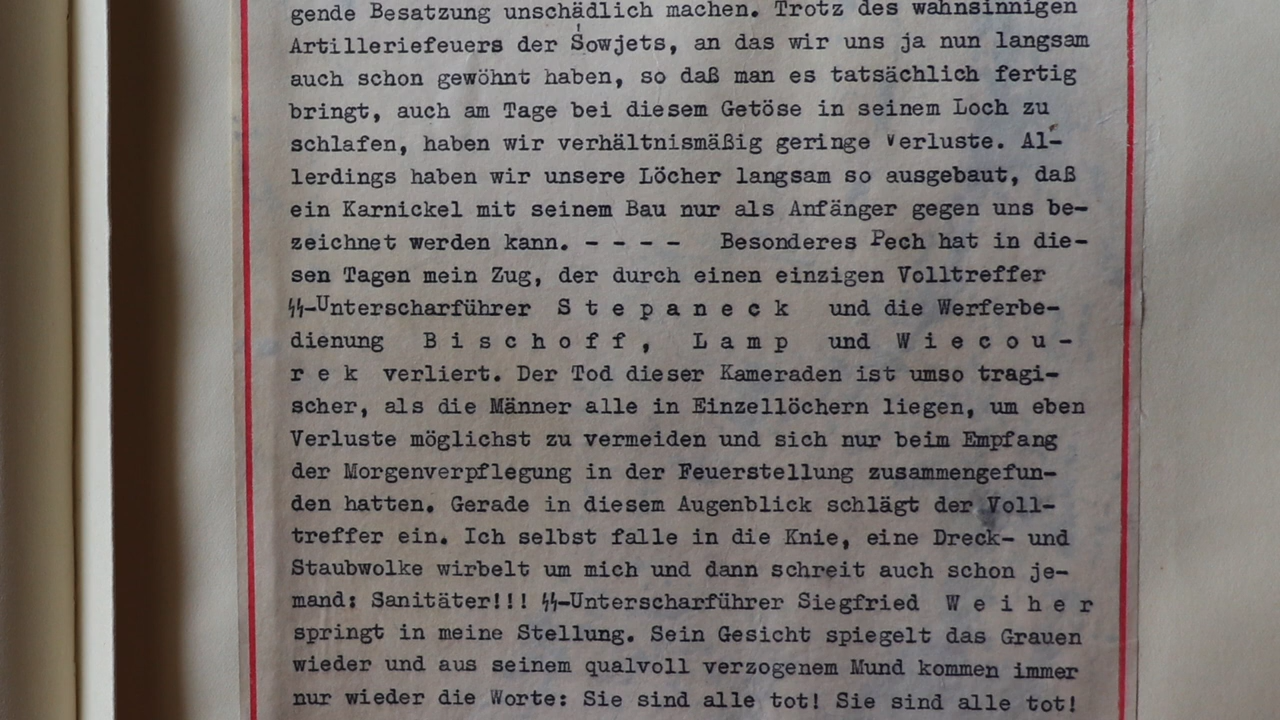 gende Besatzung unschädlich machen. Trotz des wahnsinnigen
Artilleriefeuers der Sowjets, an das wir uns ja nun langsam
auch schon gewöhnt haben, so daß man es tatsächlich fertig
bringt, auch am Tage bei diesem Getöse in seinem Loch zu
schlafen, haben wir verhältnismäßig geringe Verluste. Al-
lerdings haben wir unsere Löcher langsam so ausgebaut, daß
ein Karnickel mit seinem Bau nur als Anfänger gegen uns be-
zeichnet werden kann. - - - - Besonderes Pech hat in die-
sen Tagen mein Zug, der durch einen einzigen Volltreffer
ᛋᛋ-Unterscharführer S t e p a n e c k und die Werferbe-
dienung B i s c h o f f , L a m p und W i e c o u -
r e k verliert. Der Tod dieser Kameraden ist umso tragi-
scher, als die Männer alle in Einzellöchern liegen, um eben
Verluste möglichst zu vermeiden und sich nur beim Empfang
der Morgenverpflegung in der Feuerstellung zusammengefun-
den hatten. Gerade in diesem Augenblick schlägt der Voll-
treffer ein. Ich selbst falle in die Knie, eine Dreck- und
Staubwolke wirbelt um mich und dann schreit auch schon je-
mand: Sanitäter!!! ᛋᛋ-Unterscharführer Siegfried W e i h e r
springt in meine Stellung. Sein Gesicht spiegelt das Grauen
wieder und aus seinem qualvoll verzogenem Mund kommen immer
nur wieder die Worte: Sie sind alle tot! Sie sind alle tot!